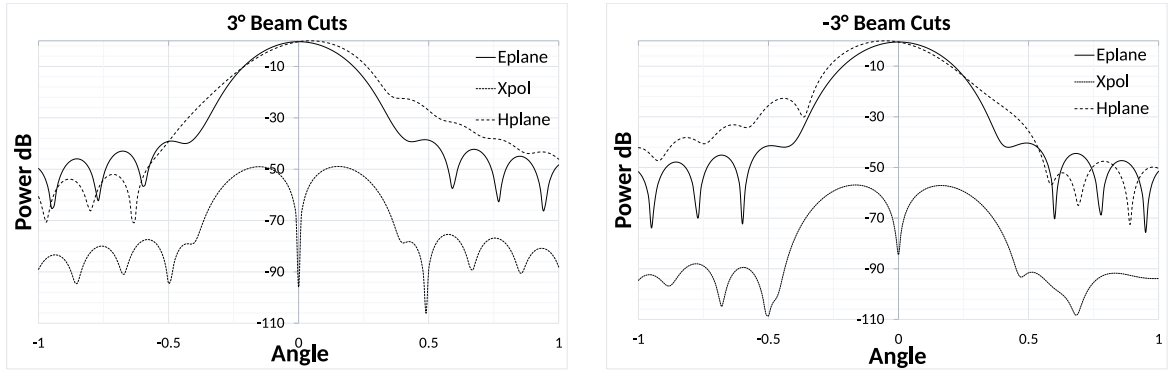 3° Beam Cuts
Eplane
Xpol
Hplane
-10
-30
-50
-70
-90
-110
-1
-0.5
0
0.5
1
Power dB
Angle
-3° Beam Cuts
Eplane
Xpol
Hplane
-10
-30
-50
-70
-90
-110
-1
-0.5
0
0.5
1
Power dB
Angle